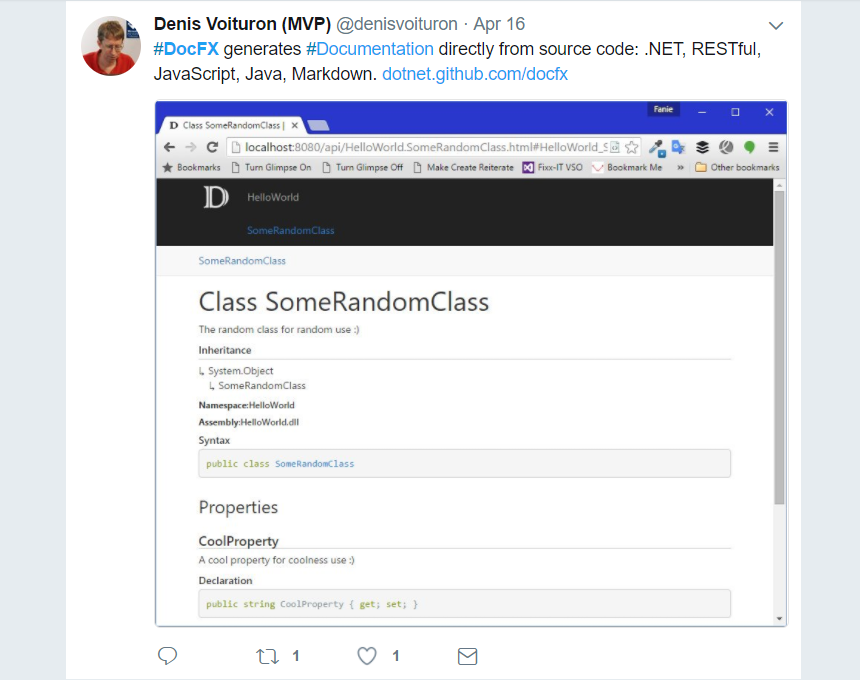 Denis Voituron (MVP) @denisvoituron · Apr 16
#DocFX generates #Documentation directly from source code: .NET, RESTful,
JavaScript, Java, Markdown. dotnet.github.com/docfx
Fanie
Class SomeRandomClass |
localhost:8080/api/HelloWorld.SomeRandomClass.html#HelloWorld_S
Bookmarks Turn Glimpse On Turn Glimpse Off Make Create Reiterate Fixx-IT VSO Bookmark Me » Other bookmarks
HelloWorld
SomeRandomClass
SomeRandomClass
Class SomeRandomClass
The random class for random use :)
Inheritance
↳ System.Object
↳ SomeRandomClass
Namespace:HelloWorld
Assembly:HelloWorld.dll
Syntax
public class SomeRandomClass
Properties
CoolProperty
A cool property for coolness use :)
Declaration
public string CoolProperty { get; set; }
1 1